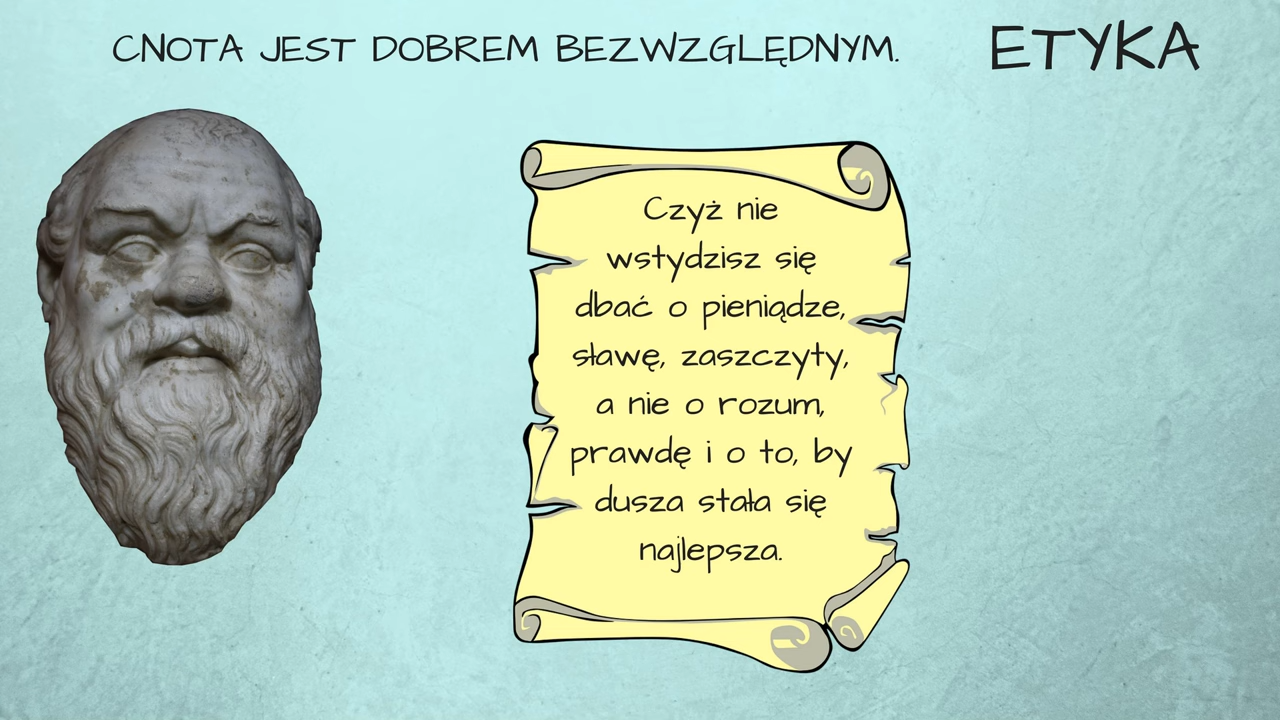 CNOTA JEST DOBREM BEZWZGLĘDNYM.
ETYKA
Czyż nie
wstydzisz się
dbać o pieniądze,
sławę, zaszczyty,
a nie o rozum,
prawdę i o to, by
dusza stała się
najlepsza.